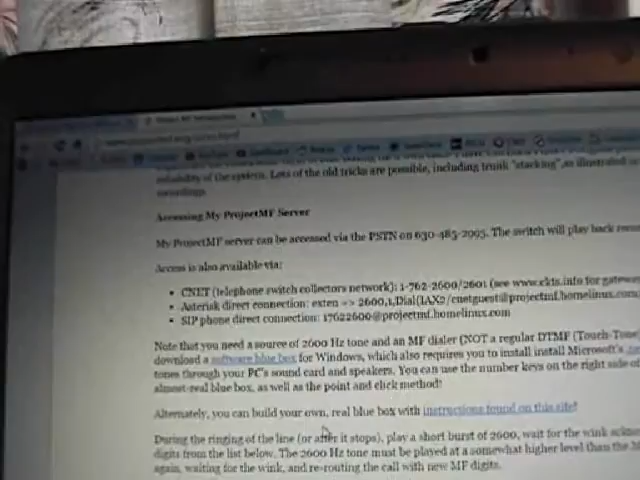 reliability of the system. Lots of the old tricks are possible, including trunk "stacking", as illustrated
recordings.
Accessing My ProjectMF Server
My ProjectMF server can be accessed via the PSTN on 630-485-2995. The switch will play back
Access is also available via:
• CNET (telephone switch collectors network): 1-762-2600/2601 (see www.ckts.info for gateway
• Asterisk direct connection: exten => 2600,1,Dial(IAX2/cnetguest@projectmf.homelinux.com
• SIP phone direct connection: 17622600@projectmf.homelinux.com
Note that you need a source of 2600 Hz tone and an MF dialer (NOT a regular DTMF (Touch-Tone
download a software blue box for Windows, which also requires you to install install Microsoft's
tones through your PC's sound card and speakers. You can use the number keys on the right side of
almost-real blue box, as well as the point and click method!
Alternately, you can build your own, real blue box with instructions found on this site!
During the ringing of the line (or after it stops), play a short burst of 2600, wait for the wink
digits from the list below. The 2600 Hz tone must be played at a somewhat higher level than the
again, waiting for the wink, and re-routing the call with new MF digits.